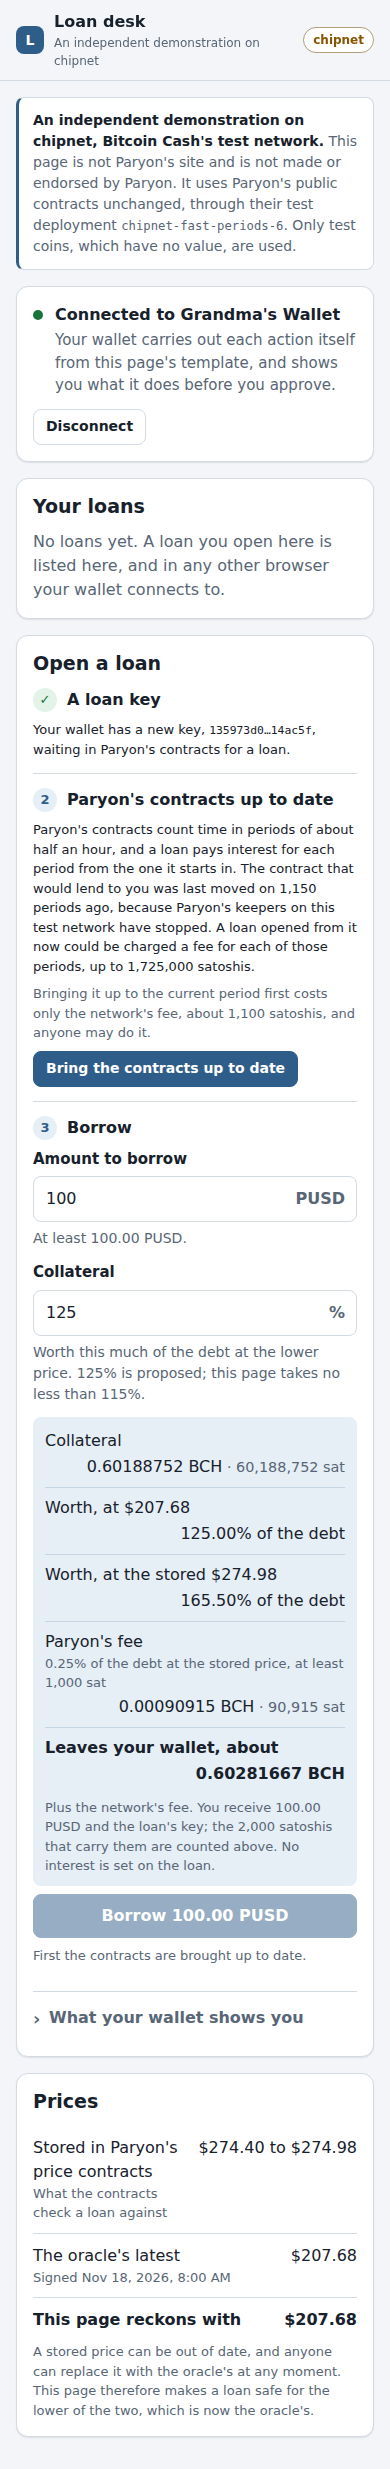 L
Loan desk
An independent demonstration on
chipnet
chipnet
An independent demonstration on
chipnet, Bitcoin Cash's test network. This
page is not Paryon's site and is not made or
endorsed by Paryon. It uses Paryon's public
contracts unchanged, through their test
deployment chipnet-fast-periods-6. Only test
coins, which have no value, are used.
Connected to Grandma's Wallet
Your wallet carries out each action itself
from this page's template, and shows
you what it does before you approve.
Disconnect
Your loans
No loans yet. A loan you open here is
listed here, and in any other browser
your wallet connects to.
Open a loan
✓ A loan key
Your wallet has a new key, 135973d0…14ac5f,
waiting in Paryon's contracts for a loan.
2 Paryon's contracts up to date
Paryon's contracts count time in periods of about
half an hour, and a loan pays interest for each
period from the one it starts in. The contract that
would lend to you was last moved on 1,150
periods ago, because Paryon's keepers on this
test network have stopped. A loan opened from it
now could be charged a fee for each of those
periods, up to 1,725,000 satoshis.
Bringing it up to the current period first costs
only the network's fee, about 1,100 satoshis, and
anyone may do it.
Bring the contracts up to date
3 Borrow
Amount to borrow
100 PUSD
At least 100.00 PUSD.
Collateral
125 %
Worth this much of the debt at the lower
price. 125% is proposed; this page takes no
less than 115%.
Collateral
0.60188752 BCH · 60,188,752 sat
Worth, at $207.68
125.00% of the debt
Worth, at the stored $274.98
165.50% of the debt
Paryon's fee
0.25% of the debt at the stored price, at least
1,000 sat
0.00090915 BCH · 90,915 sat
Leaves your wallet, about
0.60281667 BCH
Plus the network's fee. You receive 100.00
PUSD and the loan's key; the 2,000 satoshis
that carry them are counted above. No
interest is set on the loan.
Borrow 100.00 PUSD
First the contracts are brought up to date.
› What your wallet shows you
Prices
Stored in Paryon's $274.40 to $274.98
price contracts
What the contracts
check a loan against
The oracle's latest $207.68
Signed Nov 18, 2026, 8:00 AM
This page reckons with $207.68
A stored price can be out of date, and anyone
can replace it with the oracle's at any moment.
This page therefore makes a loan safe for the
lower of the two, which is now the oracle's.